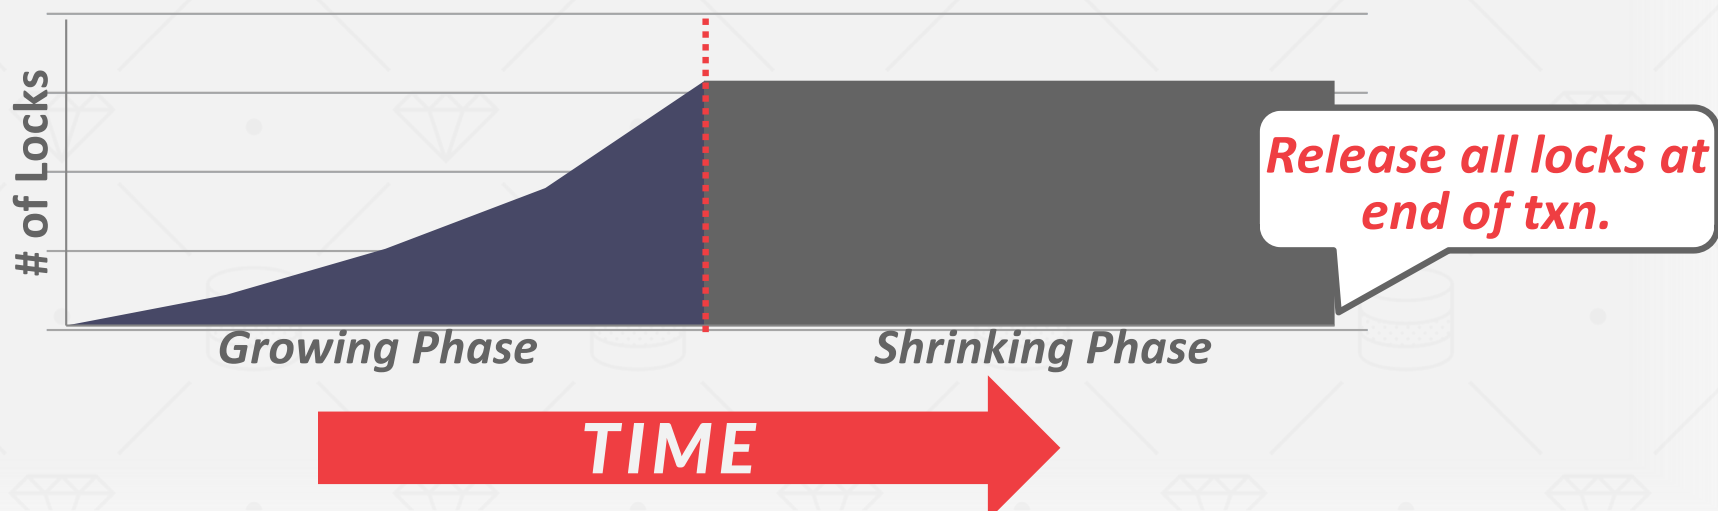 # of Locks
Release all locks at
end of txn.
Growing Phase
Shrinking Phase
TIME